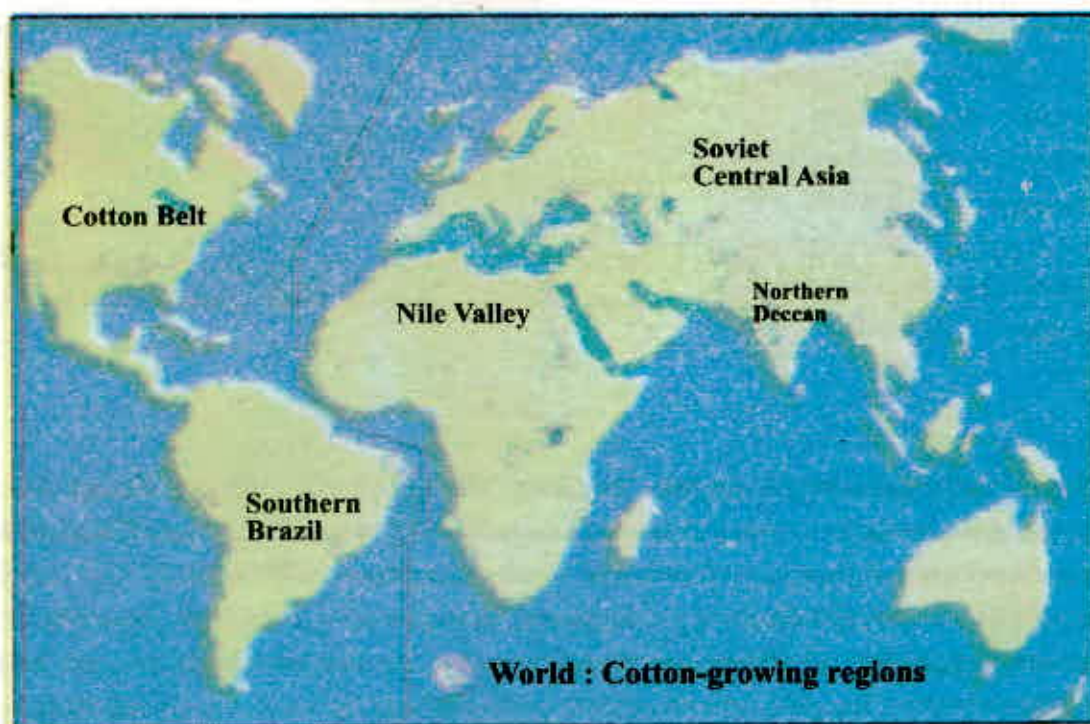 Soviet
Central Asia
Cotton Belt
Northern
Deccan
Nile Valley
Southern
Brazil
World : Cotton-growing regions